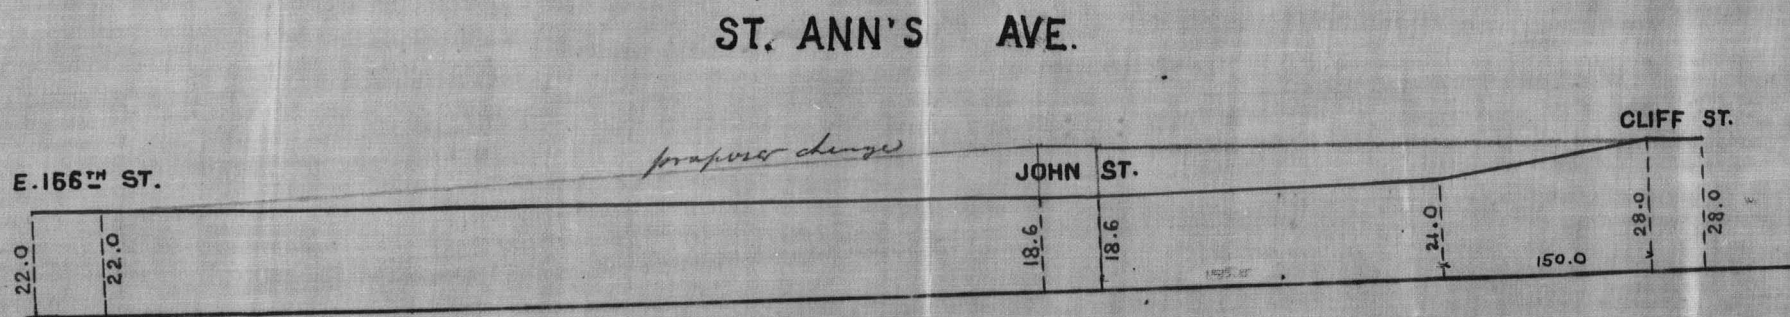 ST. ANN'S AVE.
CLIFF ST.
proposed change
JOHN ST.
E.156TH ST.
22.0
22.0
18.6
18.6
21.0
28.0
28.0
150.0